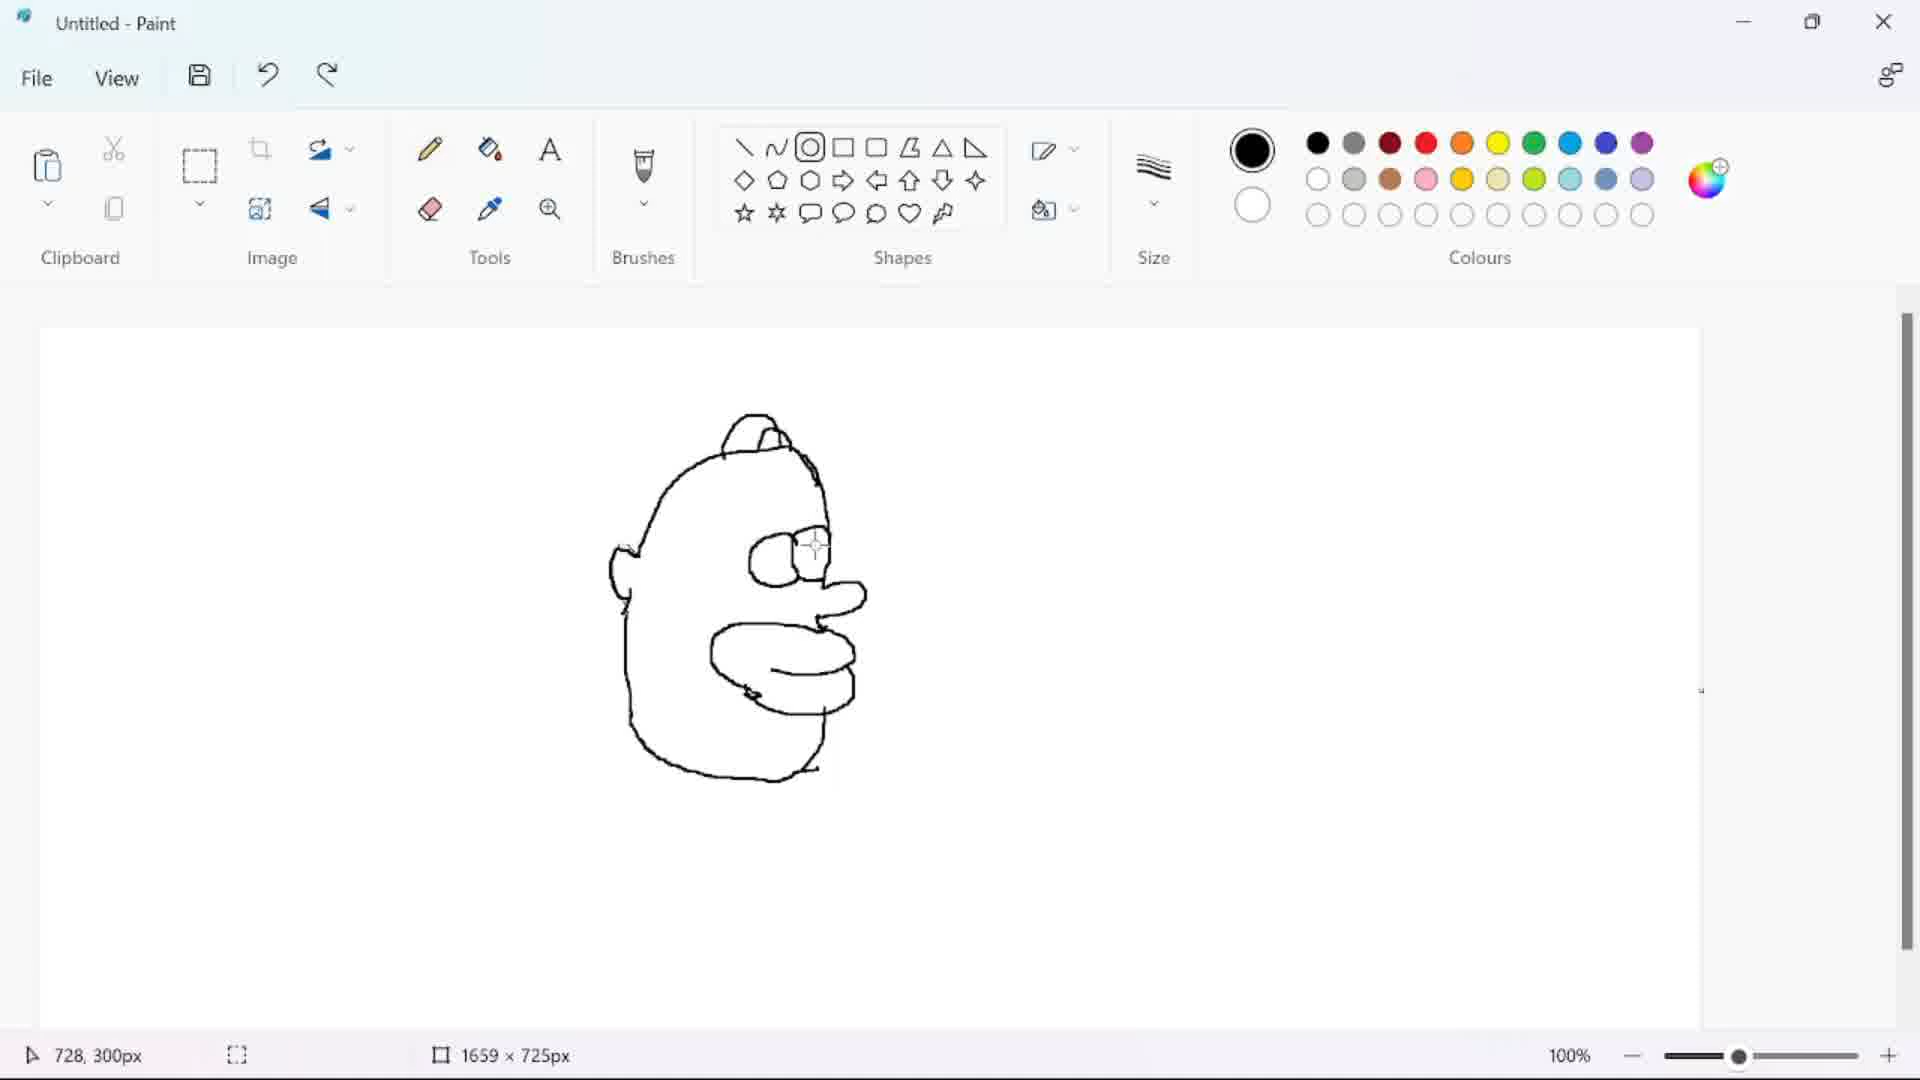 Untitled - Paint
File View
Clipboard Image Tools Brushes Shapes Size Colours
728, 300px 1659 × 725px 100%